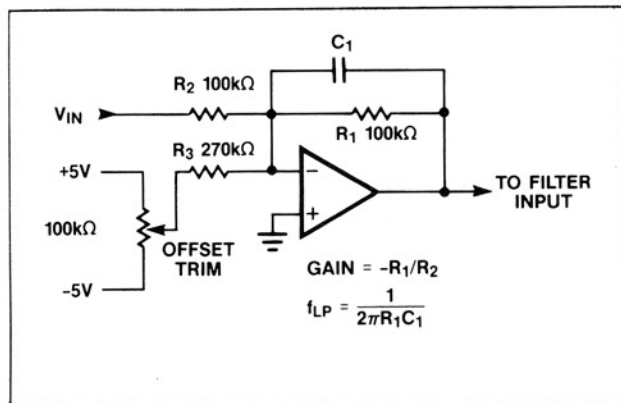 C1
R2 100kΩ
VIN
R1 100kΩ
R3 270kΩ
+5V
−
+
100kΩ
OFFSET
TRIM
−5V
TO FILTER
INPUT
GAIN = −R1/R2
fLP = 1
2πR1C1